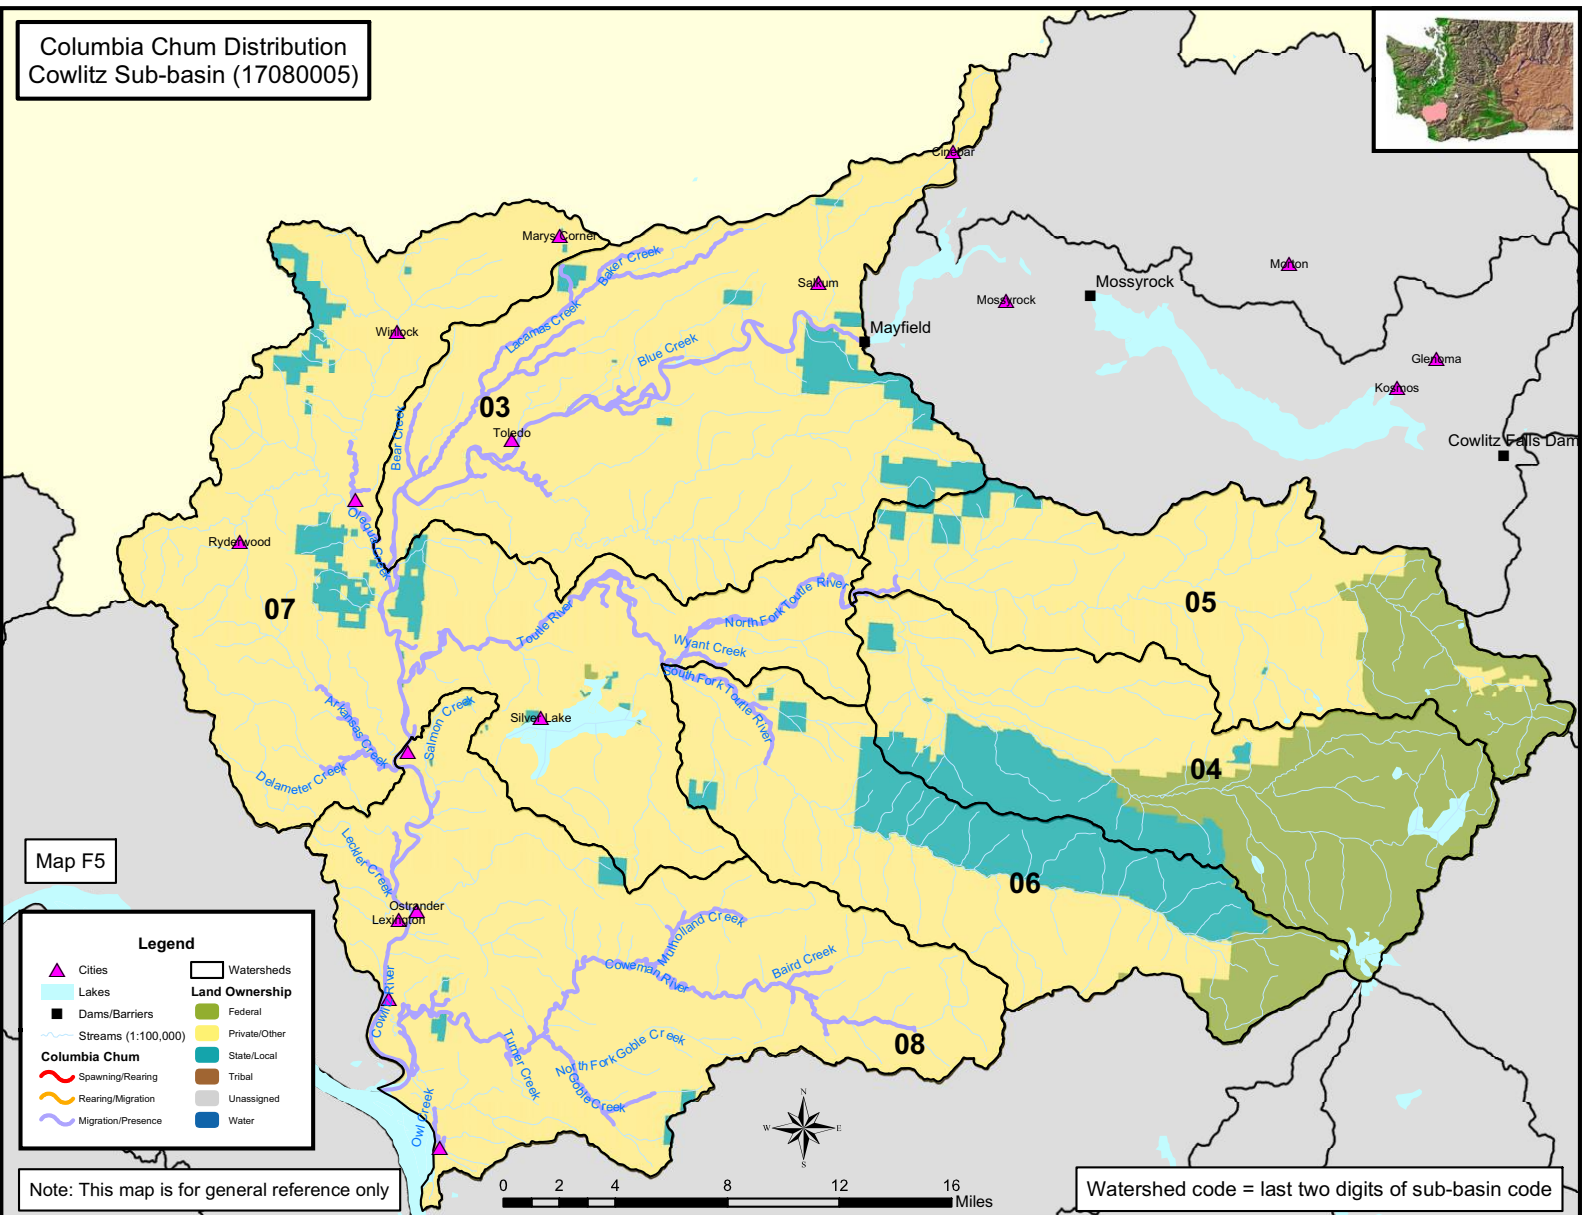 Columbia Chum Distribution
Cowlitz Sub-basin (17080005)
Cinebar
Marys Corner
Baker Creek
Salkum
Morton
Mossyrock
Mossyrock
Winlock
Lacamas Creek
Mayfield
Blue Creek
Glenoma
Kosmos
03
Bear Creek
Toledo
Cowlitz Falls Dam
Olequa Creek
Ryderwood
07
05
Toutle River
North Fork Toutle River
Wyant Creek
South Fork Toutle River
Arkansas Creek
Salmon Creek
Silver Lake
Delameter Creek
04
06
Map F5
Leckler Creek
Ostrander
Lexington
Mulholland Creek
Coweman River
Baird Creek
Cowlitz River
Turner Creek
North Fork Goble Creek
Goble Creek
08
Owl Creek
Legend
Cities
Lakes
Dams/Barriers
Streams (1:100,000)
Columbia Chum
Spawning/Rearing
Rearing/Migration
Migration/Presence
Watersheds
Land Ownership
Federal
Private/Other
State/Local
Tribal
Unassigned
Water
N
W
E
S
0 2 4 8 12 16
Miles
Note: This map is for general reference only
Watershed code = last two digits of sub-basin code